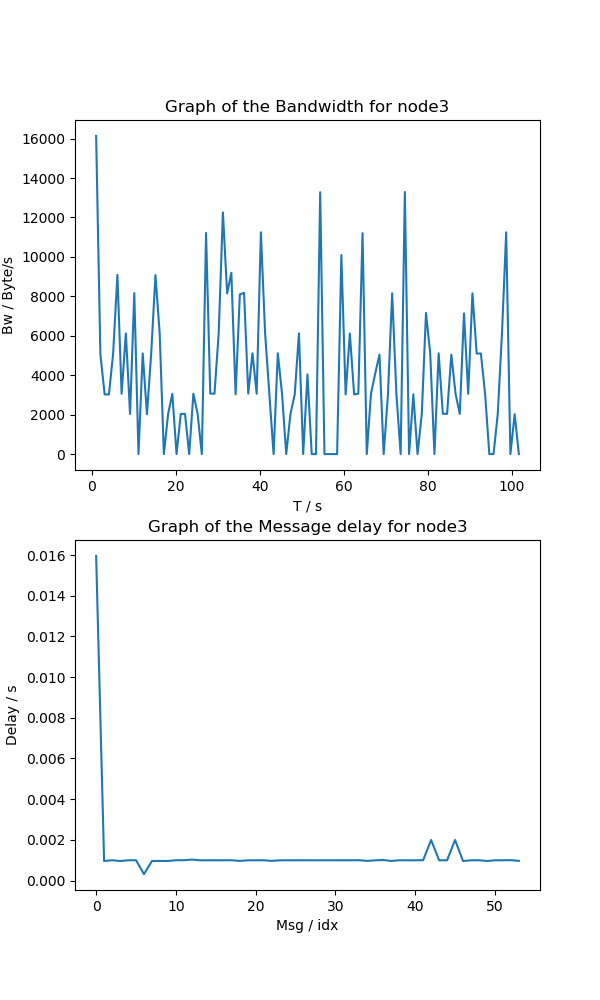 Graph of the Bandwidth for node3
16000
14000
12000
10000
8000
6000
4000
2000
0
Bw / Byte/s
0 20 40 60 80 100
T / s
Graph of the Message delay for node3
0.016
0.014
0.012
0.010
0.008
0.006
0.004
0.002
0.000
Delay / s
0 10 20 30 40 50
Msg / idx